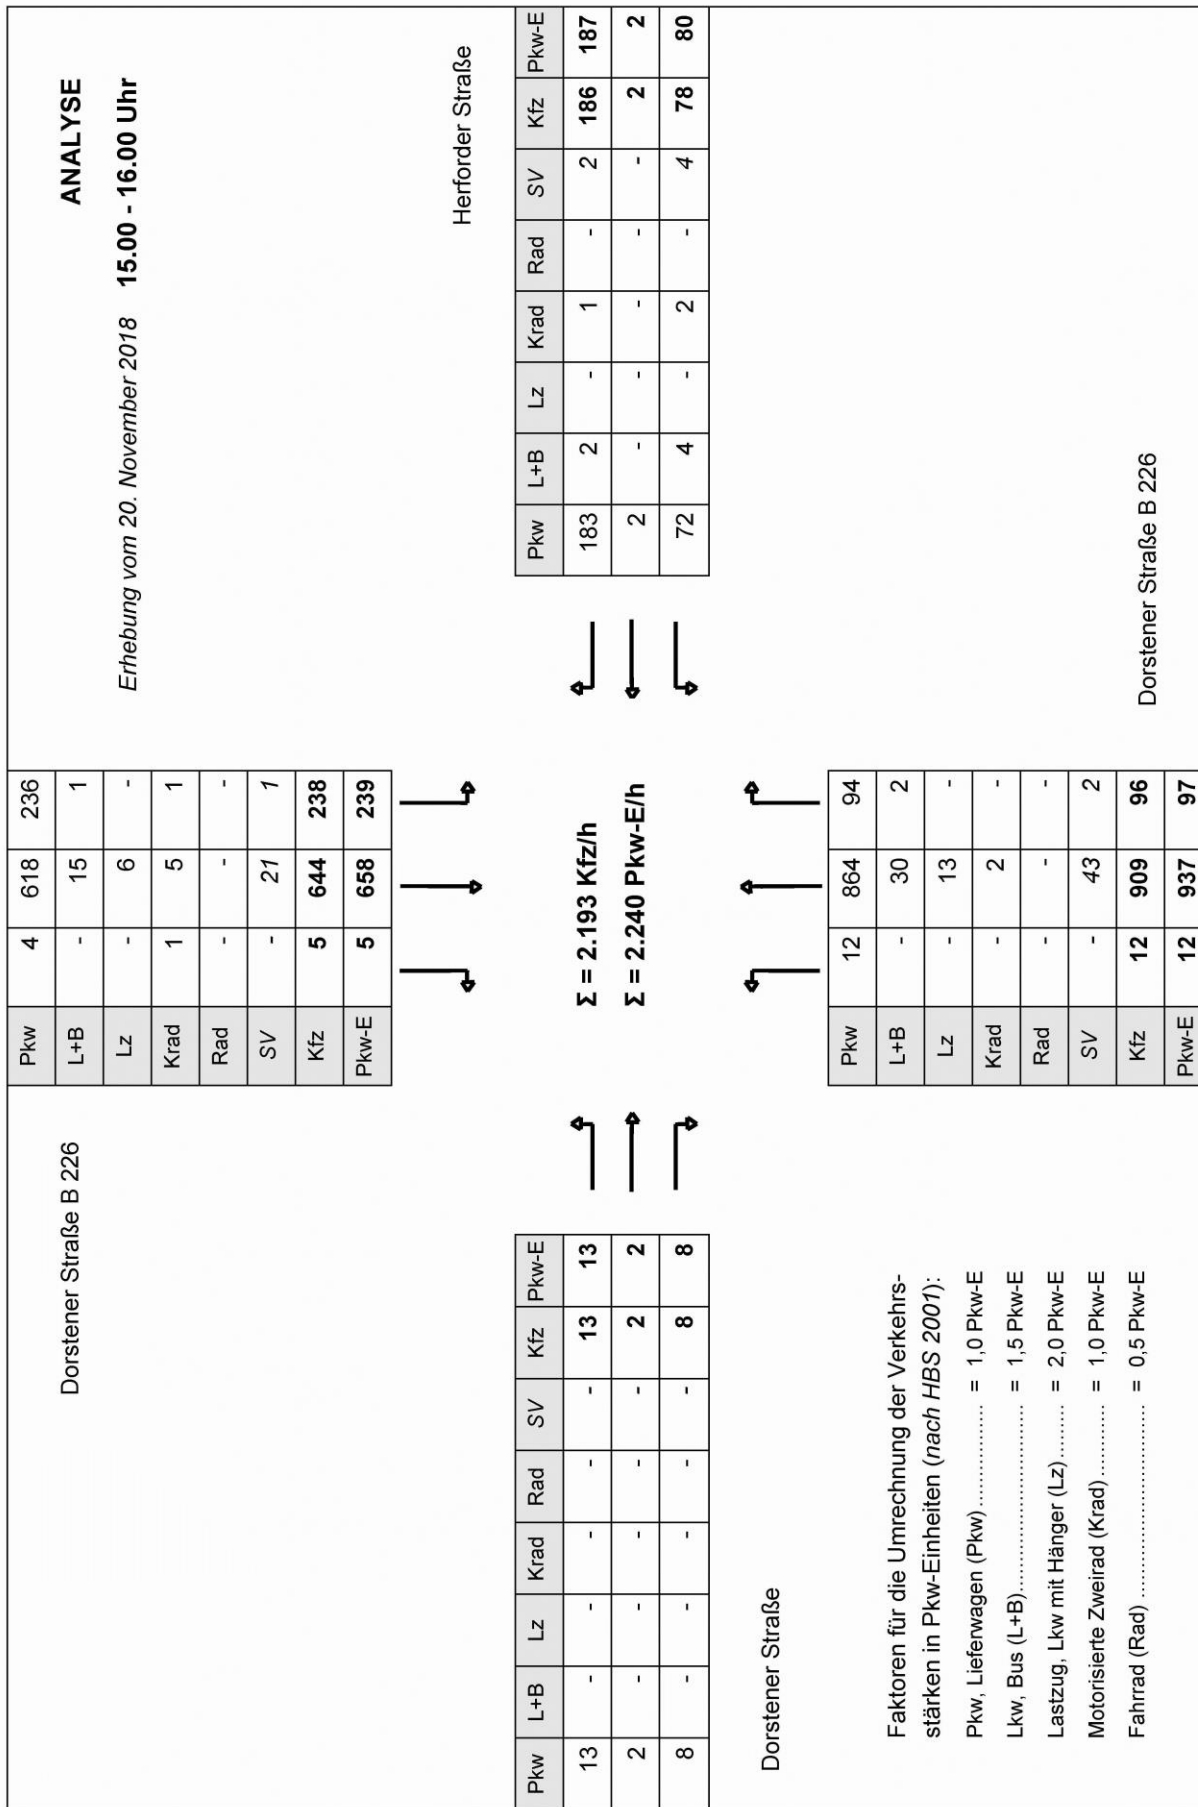 Pkw 4 618 236
L+B - 15 1
Lz - 6 -
Krad 1 5 1
Rad - - -
SV - 21 1
Kfz 5 644 238
Pkw-E 5 658 239
Dorstener Straße B 226
ANALYSE
Erhebung vom 20. November 2018 15.00 - 16.00 Uhr
Herforder Straße
Pkw L+B Lz Krad Rad SV Kfz Pkw-E
13 - - - - - 13 13
2 - - - - - 2 2
8 - - - - - 8 8
Σ = 2.193 Kfz/h
Σ = 2.240 Pkw-E/h
Pkw L+B Lz Krad Rad SV Kfz Pkw-E
183 2 - 1 - 2 186 187
2 - - - - - 2 2
72 4 - 2 - 4 78 80
Dorstener Straße
Pkw 12 864 94
L+B - 30 2
Lz - 13 -
Krad - 2 -
Rad - - -
SV - 43 2
Kfz 12 909 96
Pkw-E 12 937 97
Dorstener Straße B 226
Faktoren für die Umrechnung der Verkehrs-
stärken in Pkw-Einheiten (nach HBS 2001):
Pkw, Lieferwagen (Pkw)................. = 1,0 Pkw-E
Lkw, Bus (L+B)............................... = 1,5 Pkw-E
Lastzug, Lkw mit Hänger (Lz).......... = 2,0 Pkw-E
Motorisierte Zweirad (Krad)............ = 1,0 Pkw-E
Fahrrad (Rad) ................................ = 0,5 Pkw-E